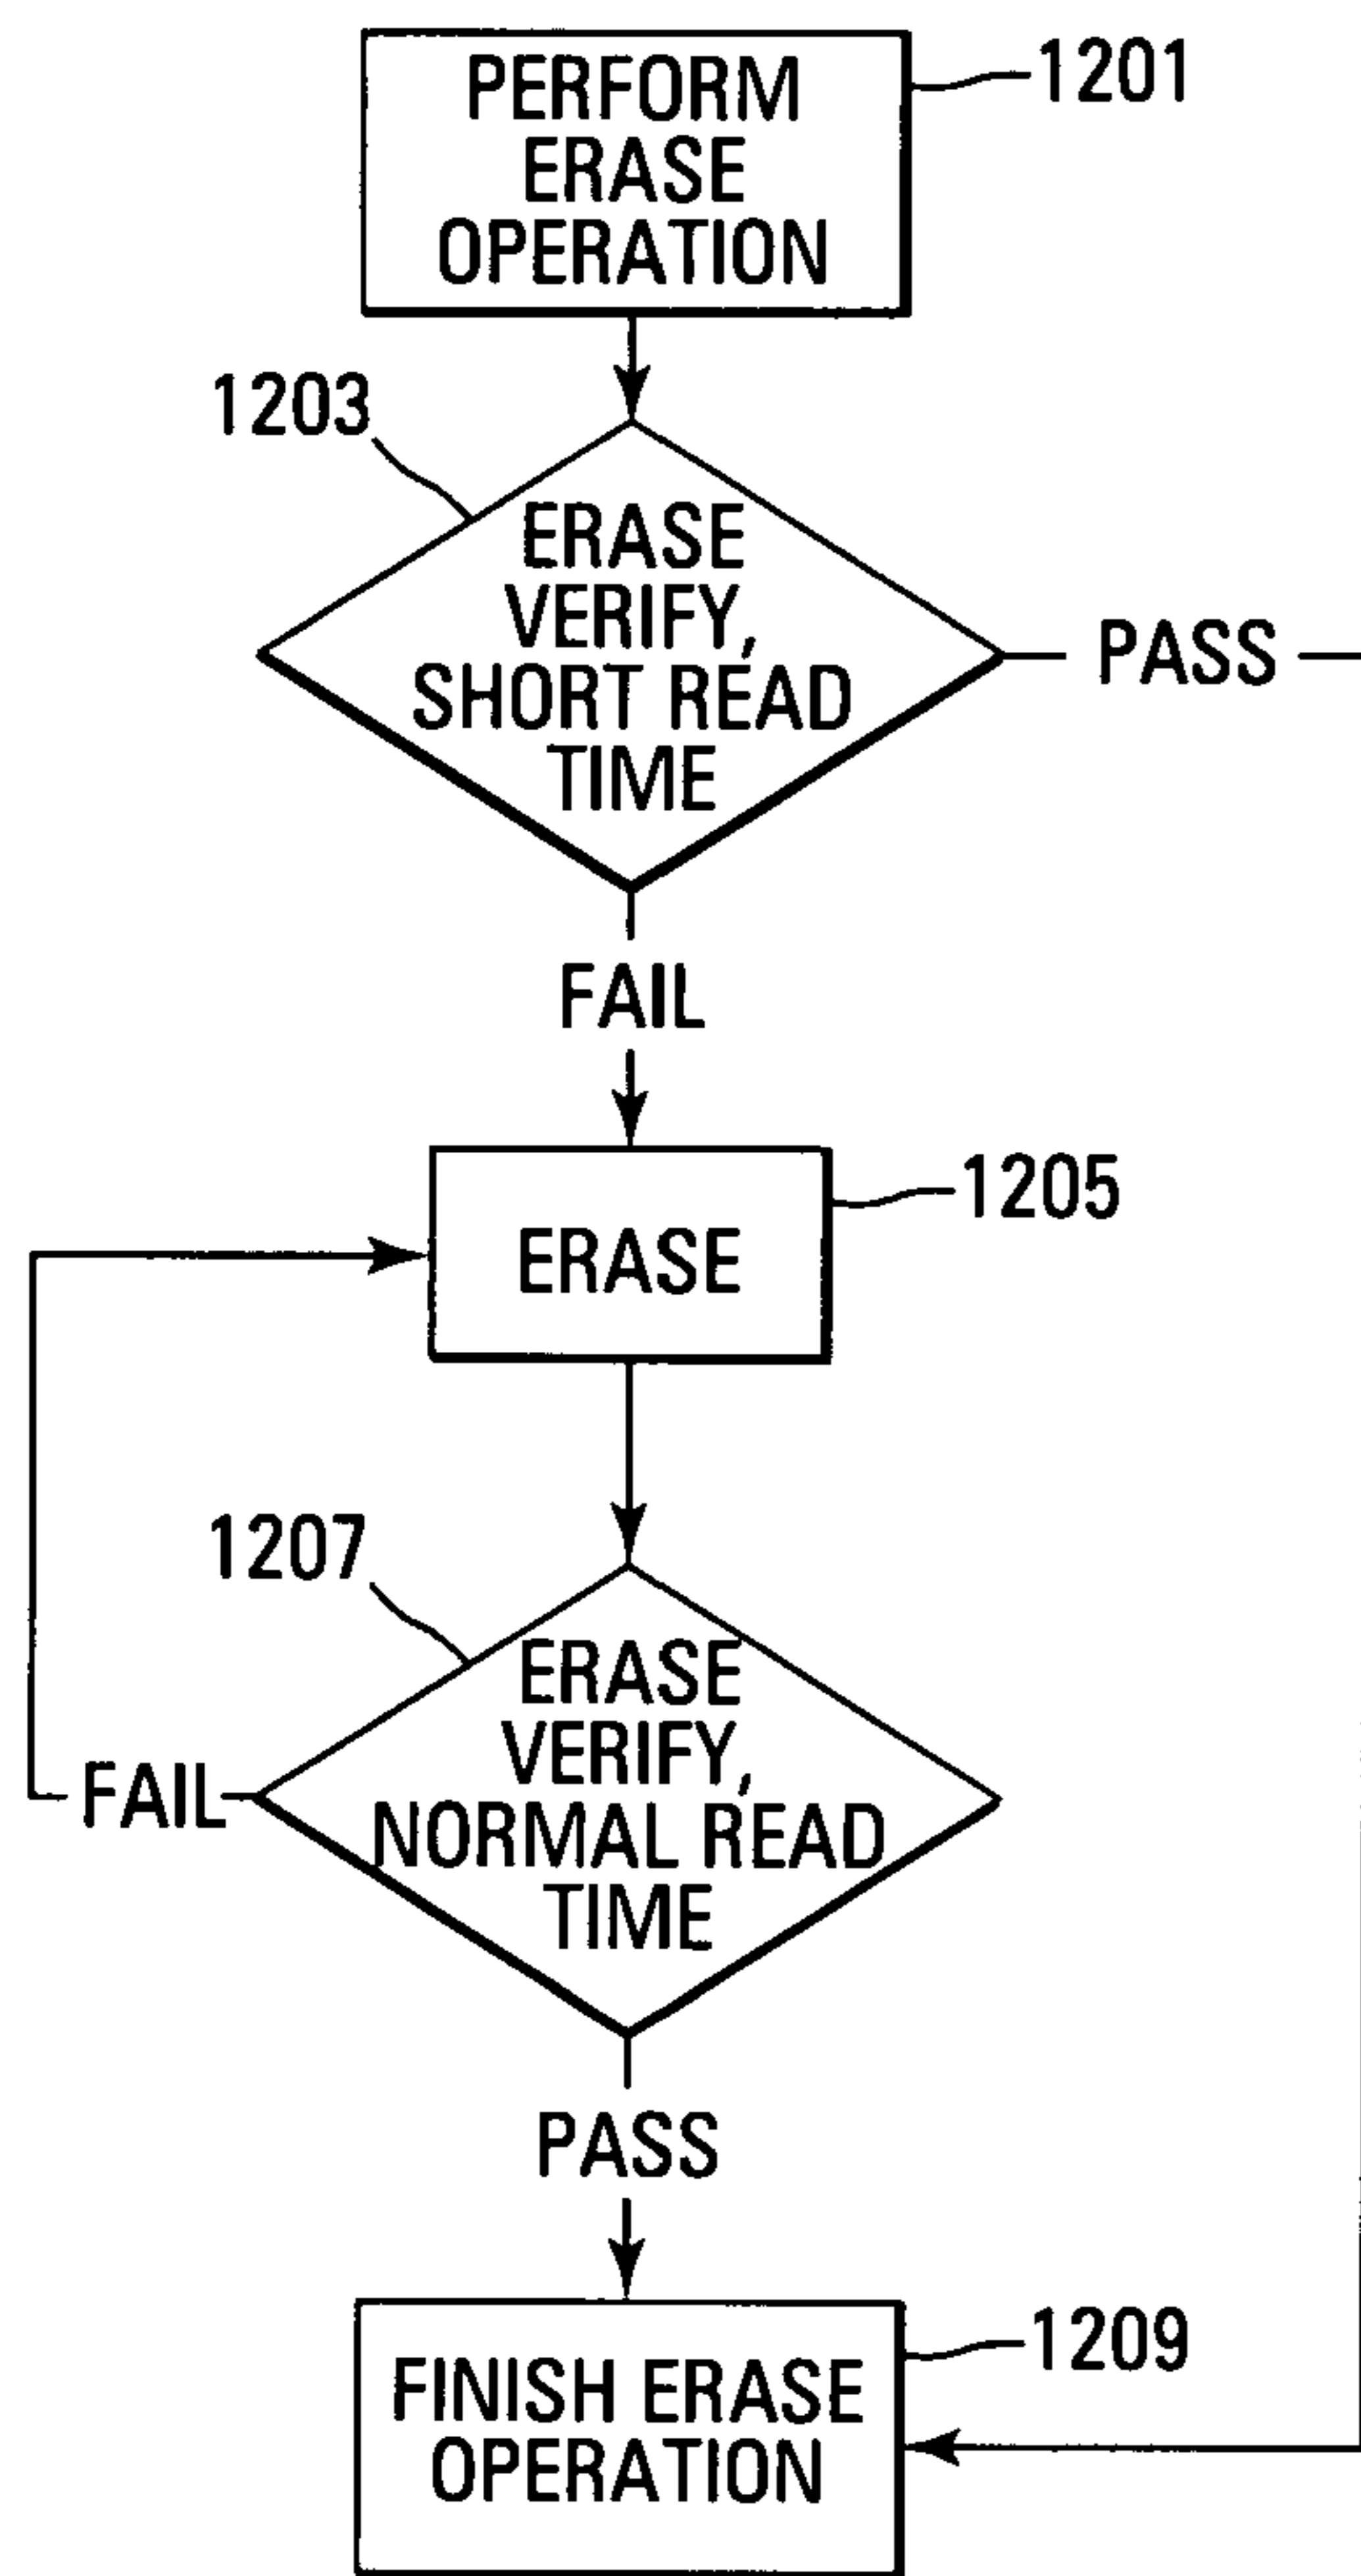 PERFORM
ERASE
OPERATION
1201
1203
ERASE
VERIFY,
SHORT READ
TIME
PASS
FAIL
ERASE
1205
1207
ERASE
VERIFY,
NORMAL READ
TIME
FAIL
PASS
FINISH ERASE
OPERATION
1209